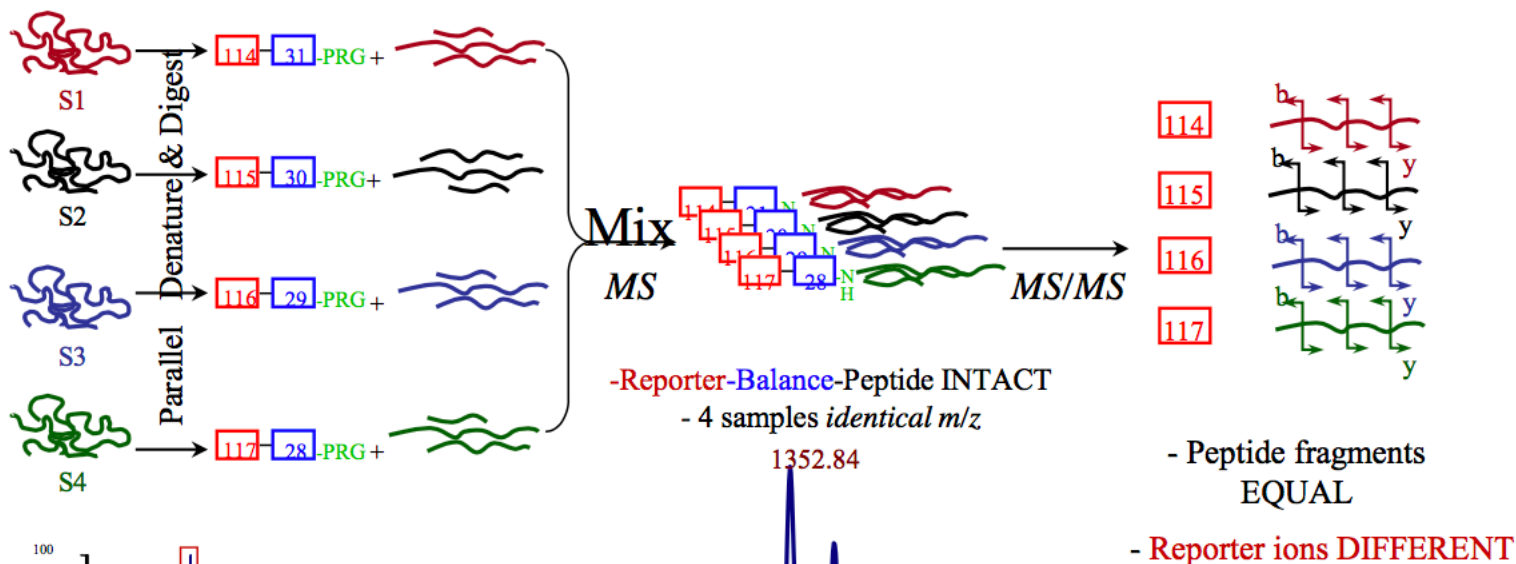 S1
114 31 -PRG +
S2
115 30 -PRG+
S3
116 29 -PRG +
S4
117 28 -PRG +
Parallel Denature & Digest
Mix
MS
N
N
N
117 28 N
H
MS/MS
114
b
y
115
b
y
116
b
y
117
b
y
-Reporter-Balance-Peptide INTACT
- 4 samples identical m/z
1352.84
- Peptide fragments
EQUAL
- Reporter ions DIFFERENT
100